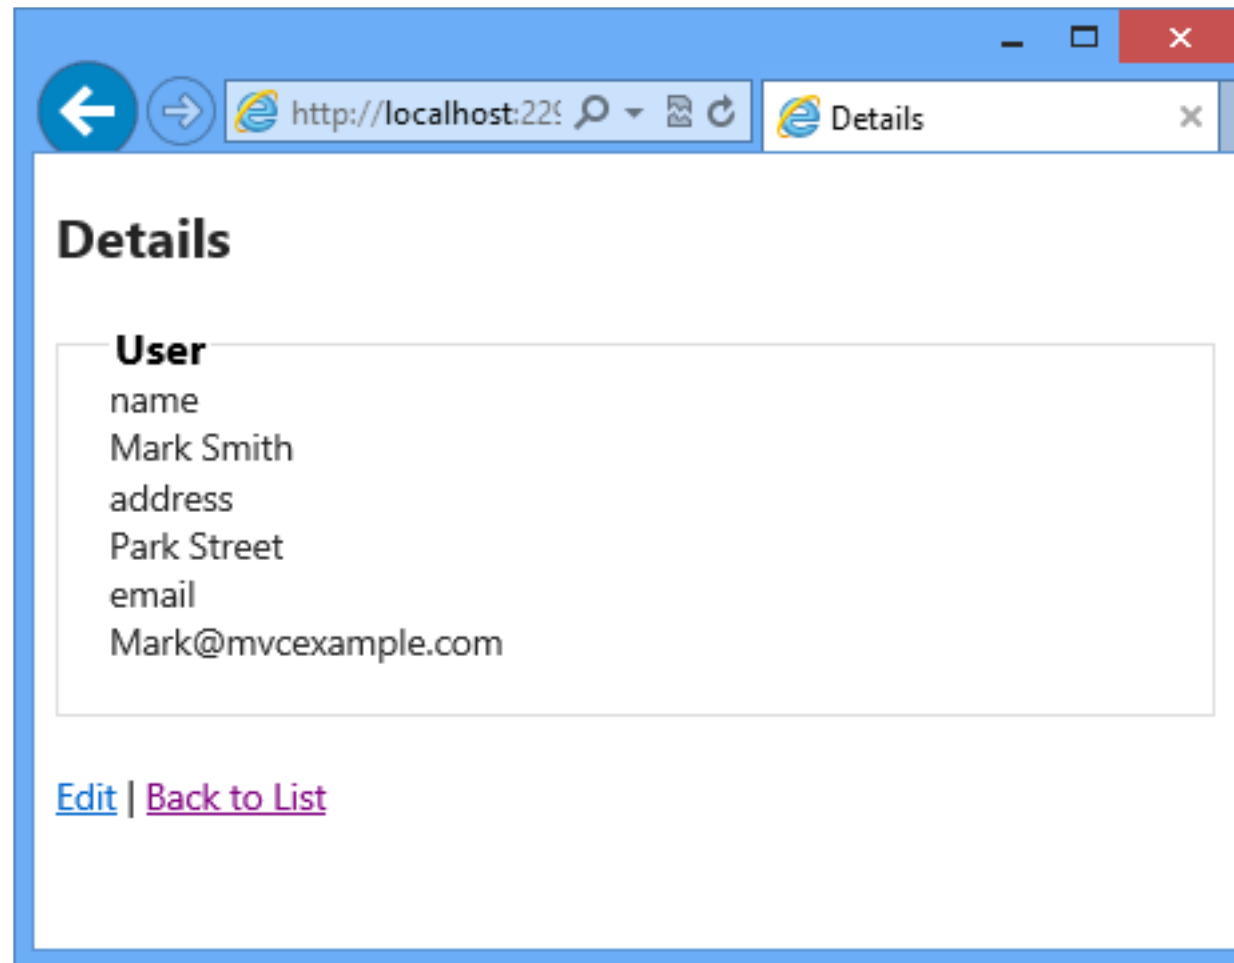 http://localhost:229
Details
Details
User
name
Mark Smith
address
Park Street
email
Mark@mvcexample.com
Edit | Back to List